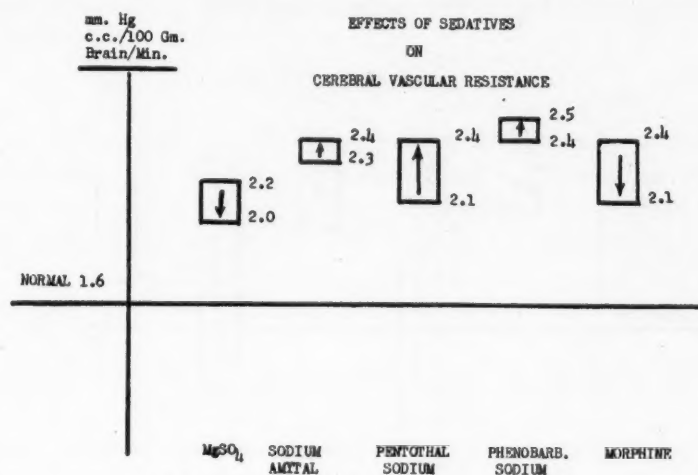 mm. Hg
c.c./100 Gm.
Brain/Min.
EFFECTS OF SEDATIVES
ON
CEREBRAL VASCULAR RESISTANCE
2.2
2.0
2.4
2.3
2.4
2.1
2.5
2.4
2.4
2.1
NORMAL 1.6
MgSO4
SODIUM
AMYTAL
PENTOTHAL
SODIUM
PHENOBARB.
SODIUM
MORPHINE